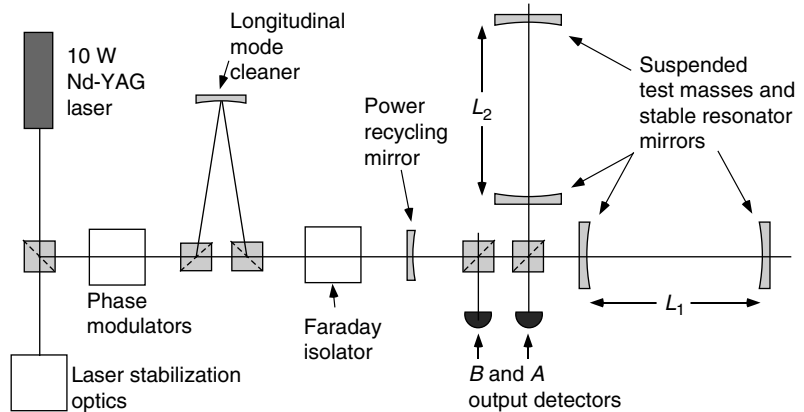 10 W
Nd-YAG
laser
Longitudinal
mode
cleaner
Power
recycling
mirror
L2
Suspended
test masses and
stable resonator
mirrors
Phase
modulators
Faraday
isolator
L1
B and A
output detectors
Laser stabilization
optics